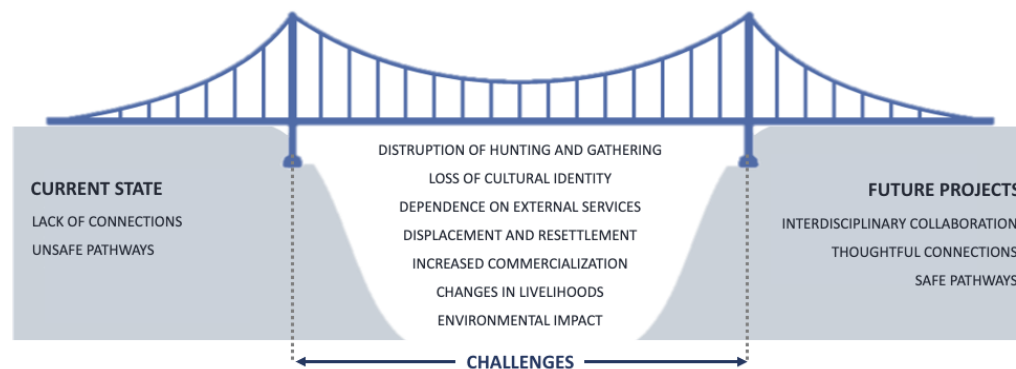 DISTRUPTION OF HUNTING AND GATHERING
LOSS OF CULTURAL IDENTITY
DEPENDENCE ON EXTERNAL SERVICES
DISPLACEMENT AND RESETTLEMENT
INCREASED COMMERCIALIZATION
CHANGES IN LIVELIHOODS
ENVIRONMENTAL IMPACT
CURRENT STATE
LACK OF CONNECTIONS
UNSAFE PATHWAYS
FUTURE PROJECTS
INTERDISCIPLINARY COLLABORATION
THOUGHTFUL CONNECTIONS
SAFE PATHWAYS
CHALLENGES